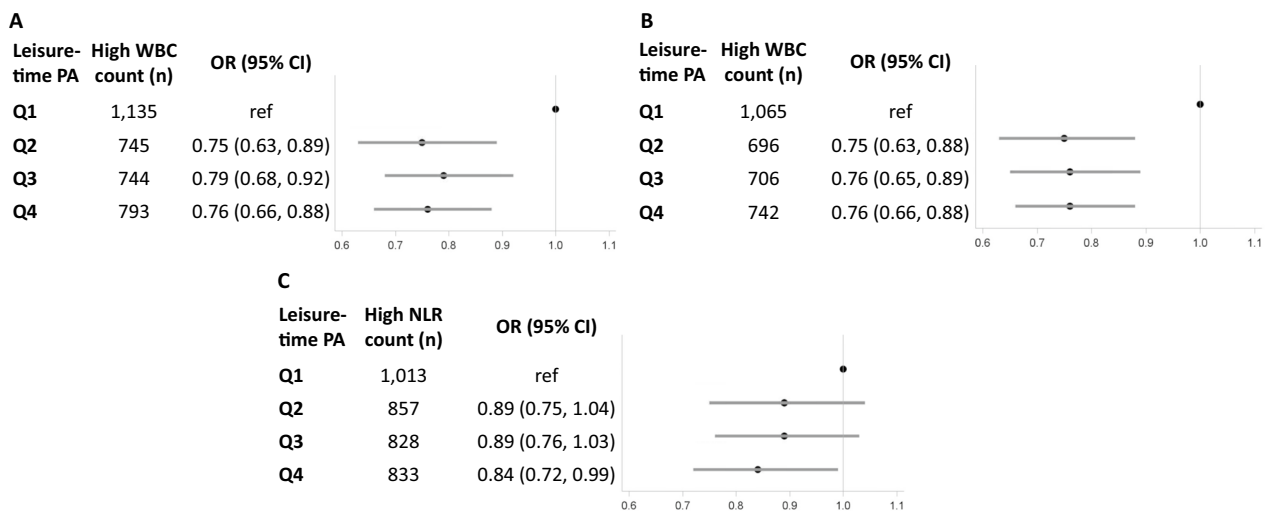 A
Leisure- High WBC OR (95% CI)
time PA count (n)
Q1 1,135 ref
Q2 745 0.75 (0.63, 0.89)
Q3 744 0.79 (0.68, 0.92)
Q4 793 0.76 (0.66, 0.88)
0.6 0.7 0.8 0.9 1.0 1.1
B
Leisure- High WBC OR (95% CI)
time PA count (n)
Q1 1,065 ref
Q2 696 0.75 (0.63, 0.88)
Q3 706 0.76 (0.65, 0.89)
Q4 742 0.76 (0.66, 0.88)
0.6 0.7 0.8 0.9 1.0 1.1
C
Leisure- High NLR OR (95% CI)
time PA count (n)
Q1 1,013 ref
Q2 857 0.89 (0.75, 1.04)
Q3 828 0.89 (0.76, 1.03)
Q4 833 0.84 (0.72, 0.99)
0.6 0.7 0.8 0.9 1.0 1.1